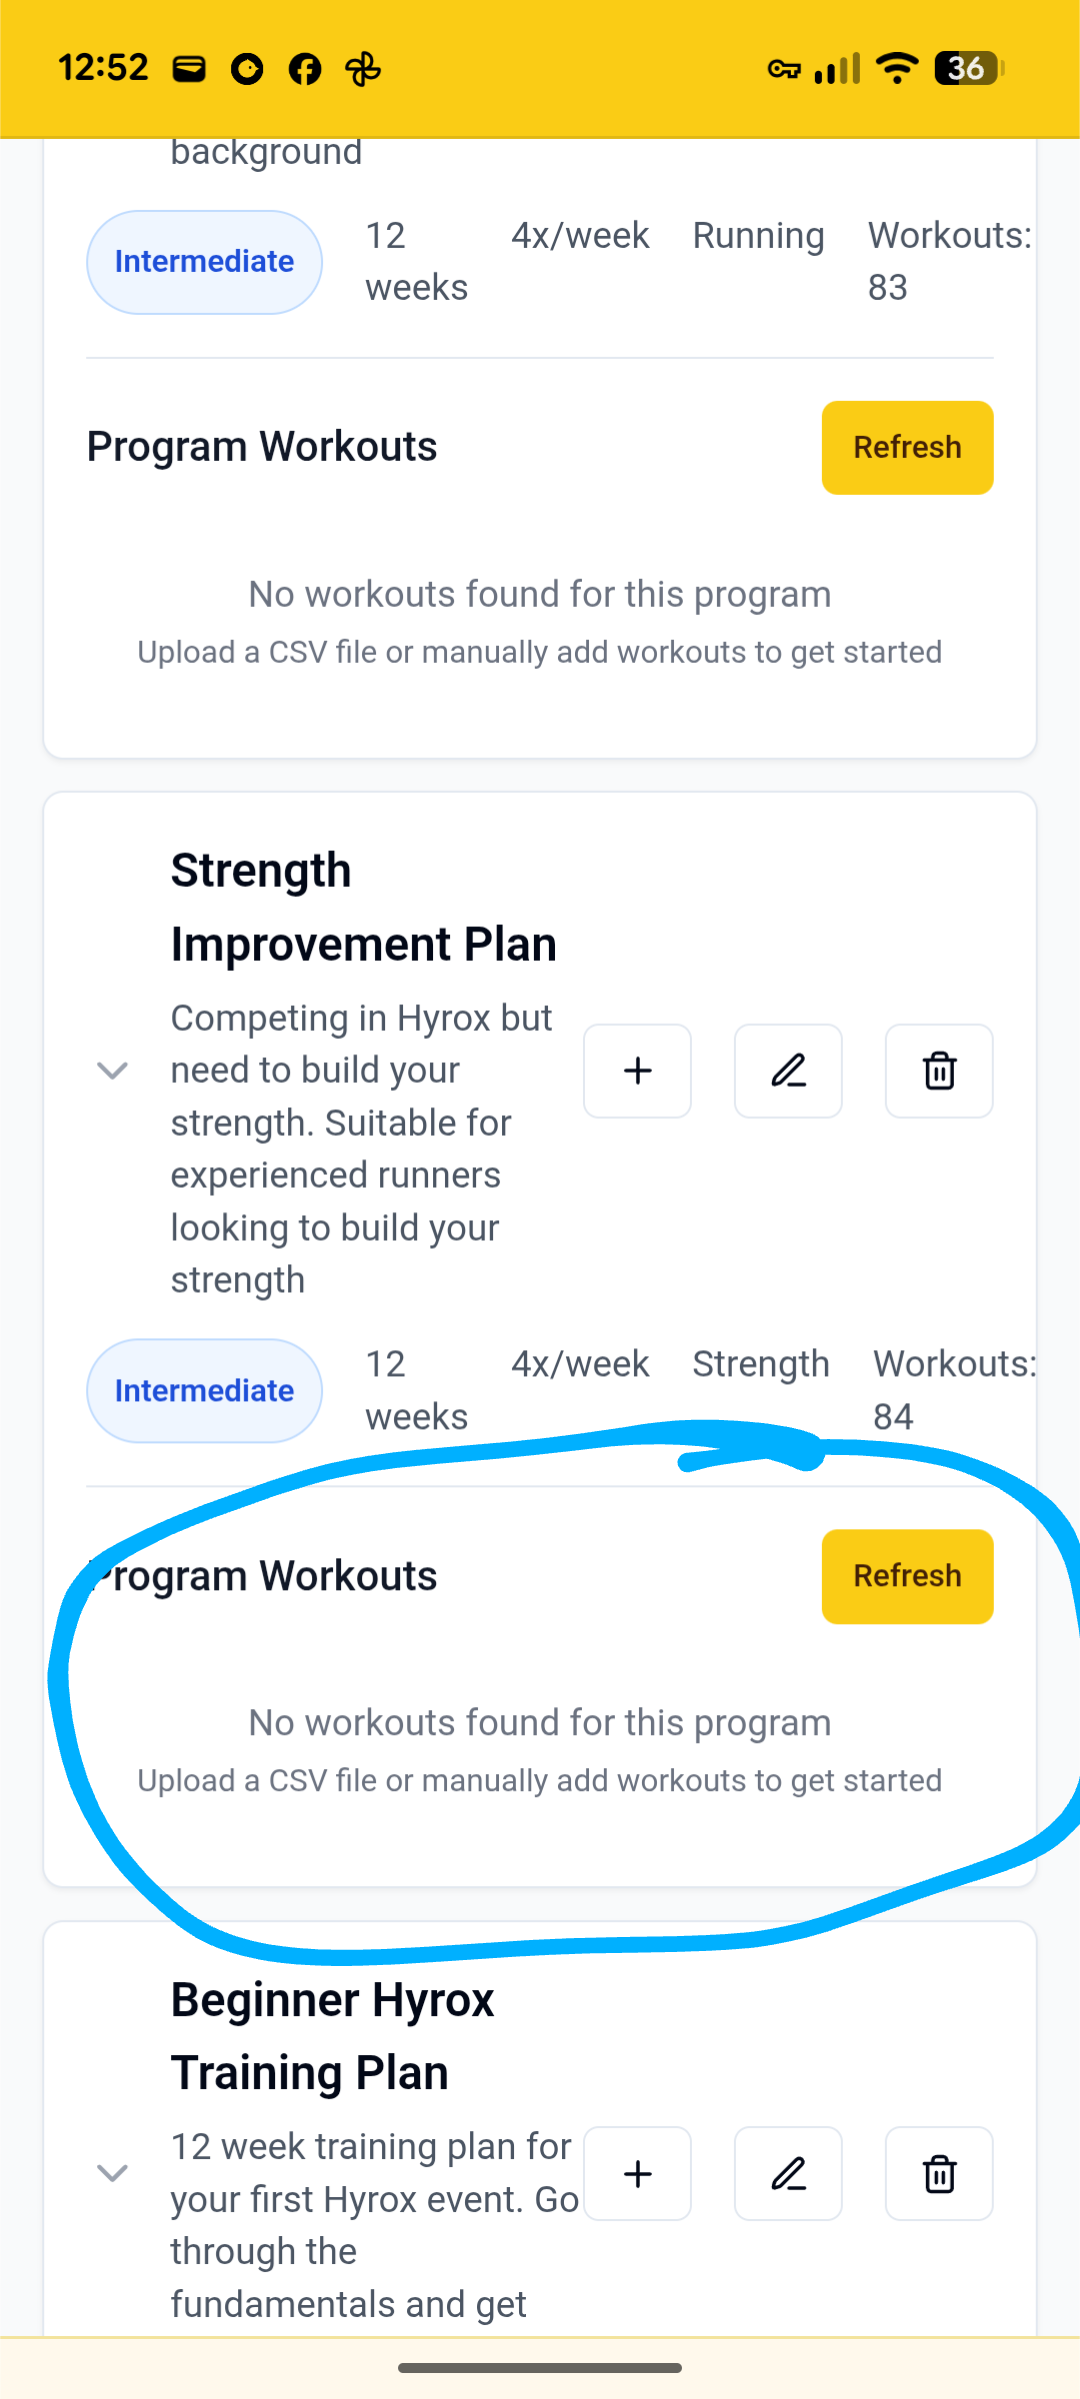 12:52
36
background
Intermediate
12 weeks
4x/week
Running
Workouts: 83
Program Workouts
Refresh
No workouts found for this program
Upload a CSV file or manually add workouts to get started
Strength
Improvement Plan
Competing in Hyrox but
need to build your
strength. Suitable for
experienced runners
looking to build your
strength
Intermediate
12 weeks
4x/week
Strength
Workouts: 84
Program Workouts
Refresh
No workouts found for this program
Upload a CSV file or manually add workouts to get started
Beginner Hyrox
Training Plan
12 week training plan for
your first Hyrox event. Go
through the
fundamentals and get